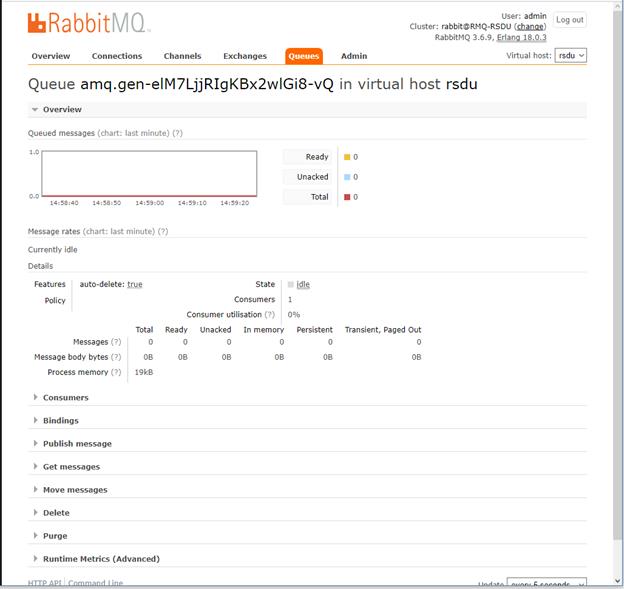 RabbitMQ
User: admin
Cluster: rabbit@RMQ-RSDU (change)
RabbitMQ 3.6.9, Erlang 18.0.3
Log out
Overview Connections Channels Exchanges Queues Admin
Virtual host: rsdu
Queue amq.gen-elM7LjjRIgKBx2wlGi8-vQ in virtual host rsdu
Overview
Queued messages (chart: last minute) (?)
1.0
0.0
14:58:40 14:58:50 14:59:00 14:59:10 14:59:20
Ready 0
Unacked 0
Total 0
Message rates (chart: last minute) (?)
Currently idle
Details
Features auto-delete: true
Policy
State idle
Consumers 1
Consumer utilisation (?) 0%
Total Ready Unacked In memory Persistent Transient, Paged Out
Messages (?) 0 0 0 0 0 0
Message body bytes (?) 0B 0B 0B 0B 0B 0B
Process memory (?) 19kB
Consumers
Bindings
Publish message
Get messages
Move messages
Delete
Purge
Runtime Metrics (Advanced)
HTTP API Command Line
Update every 5 seconds